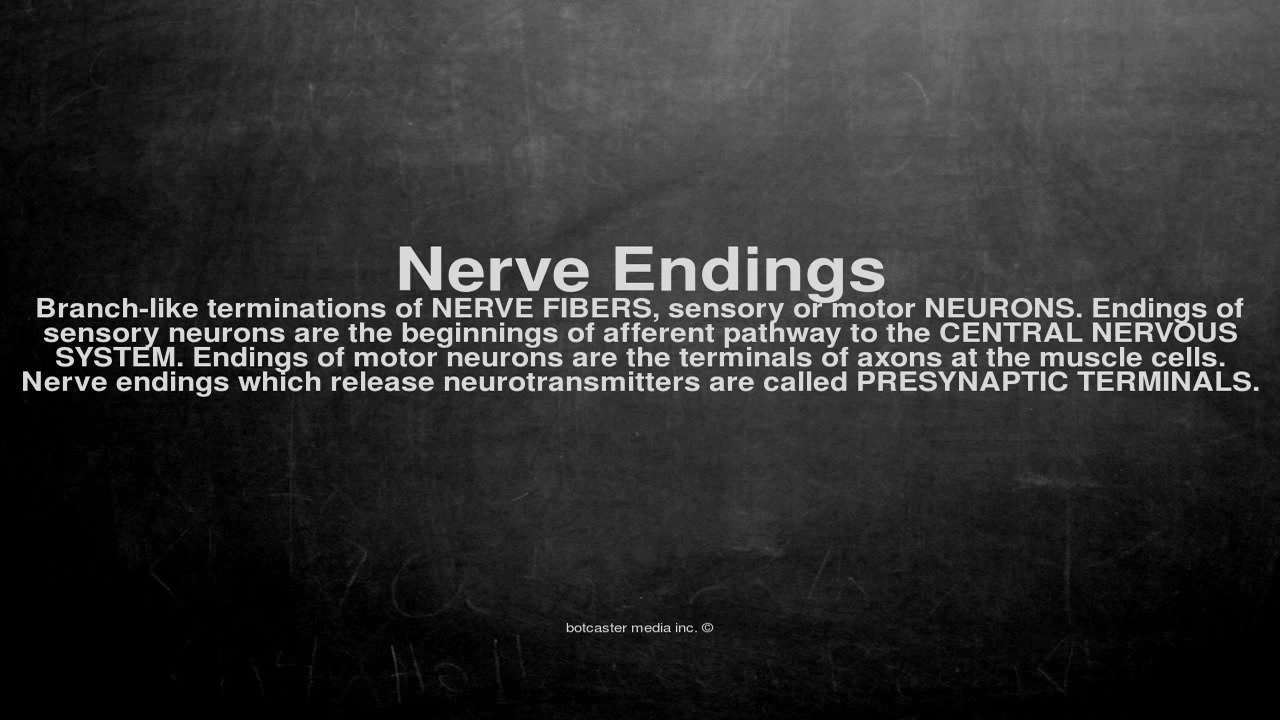 Nerve Endings
Branch-like terminations of NERVE FIBERS, sensory or motor NEURONS. Endings of
sensory neurons are the beginnings of afferent pathway to the CENTRAL NERVOUS
SYSTEM. Endings of motor neurons are the terminals of axons at the muscle cells.
Nerve endings which release neurotransmitters are called PRESYNAPTIC TERMINALS.
botcaster media inc. ©